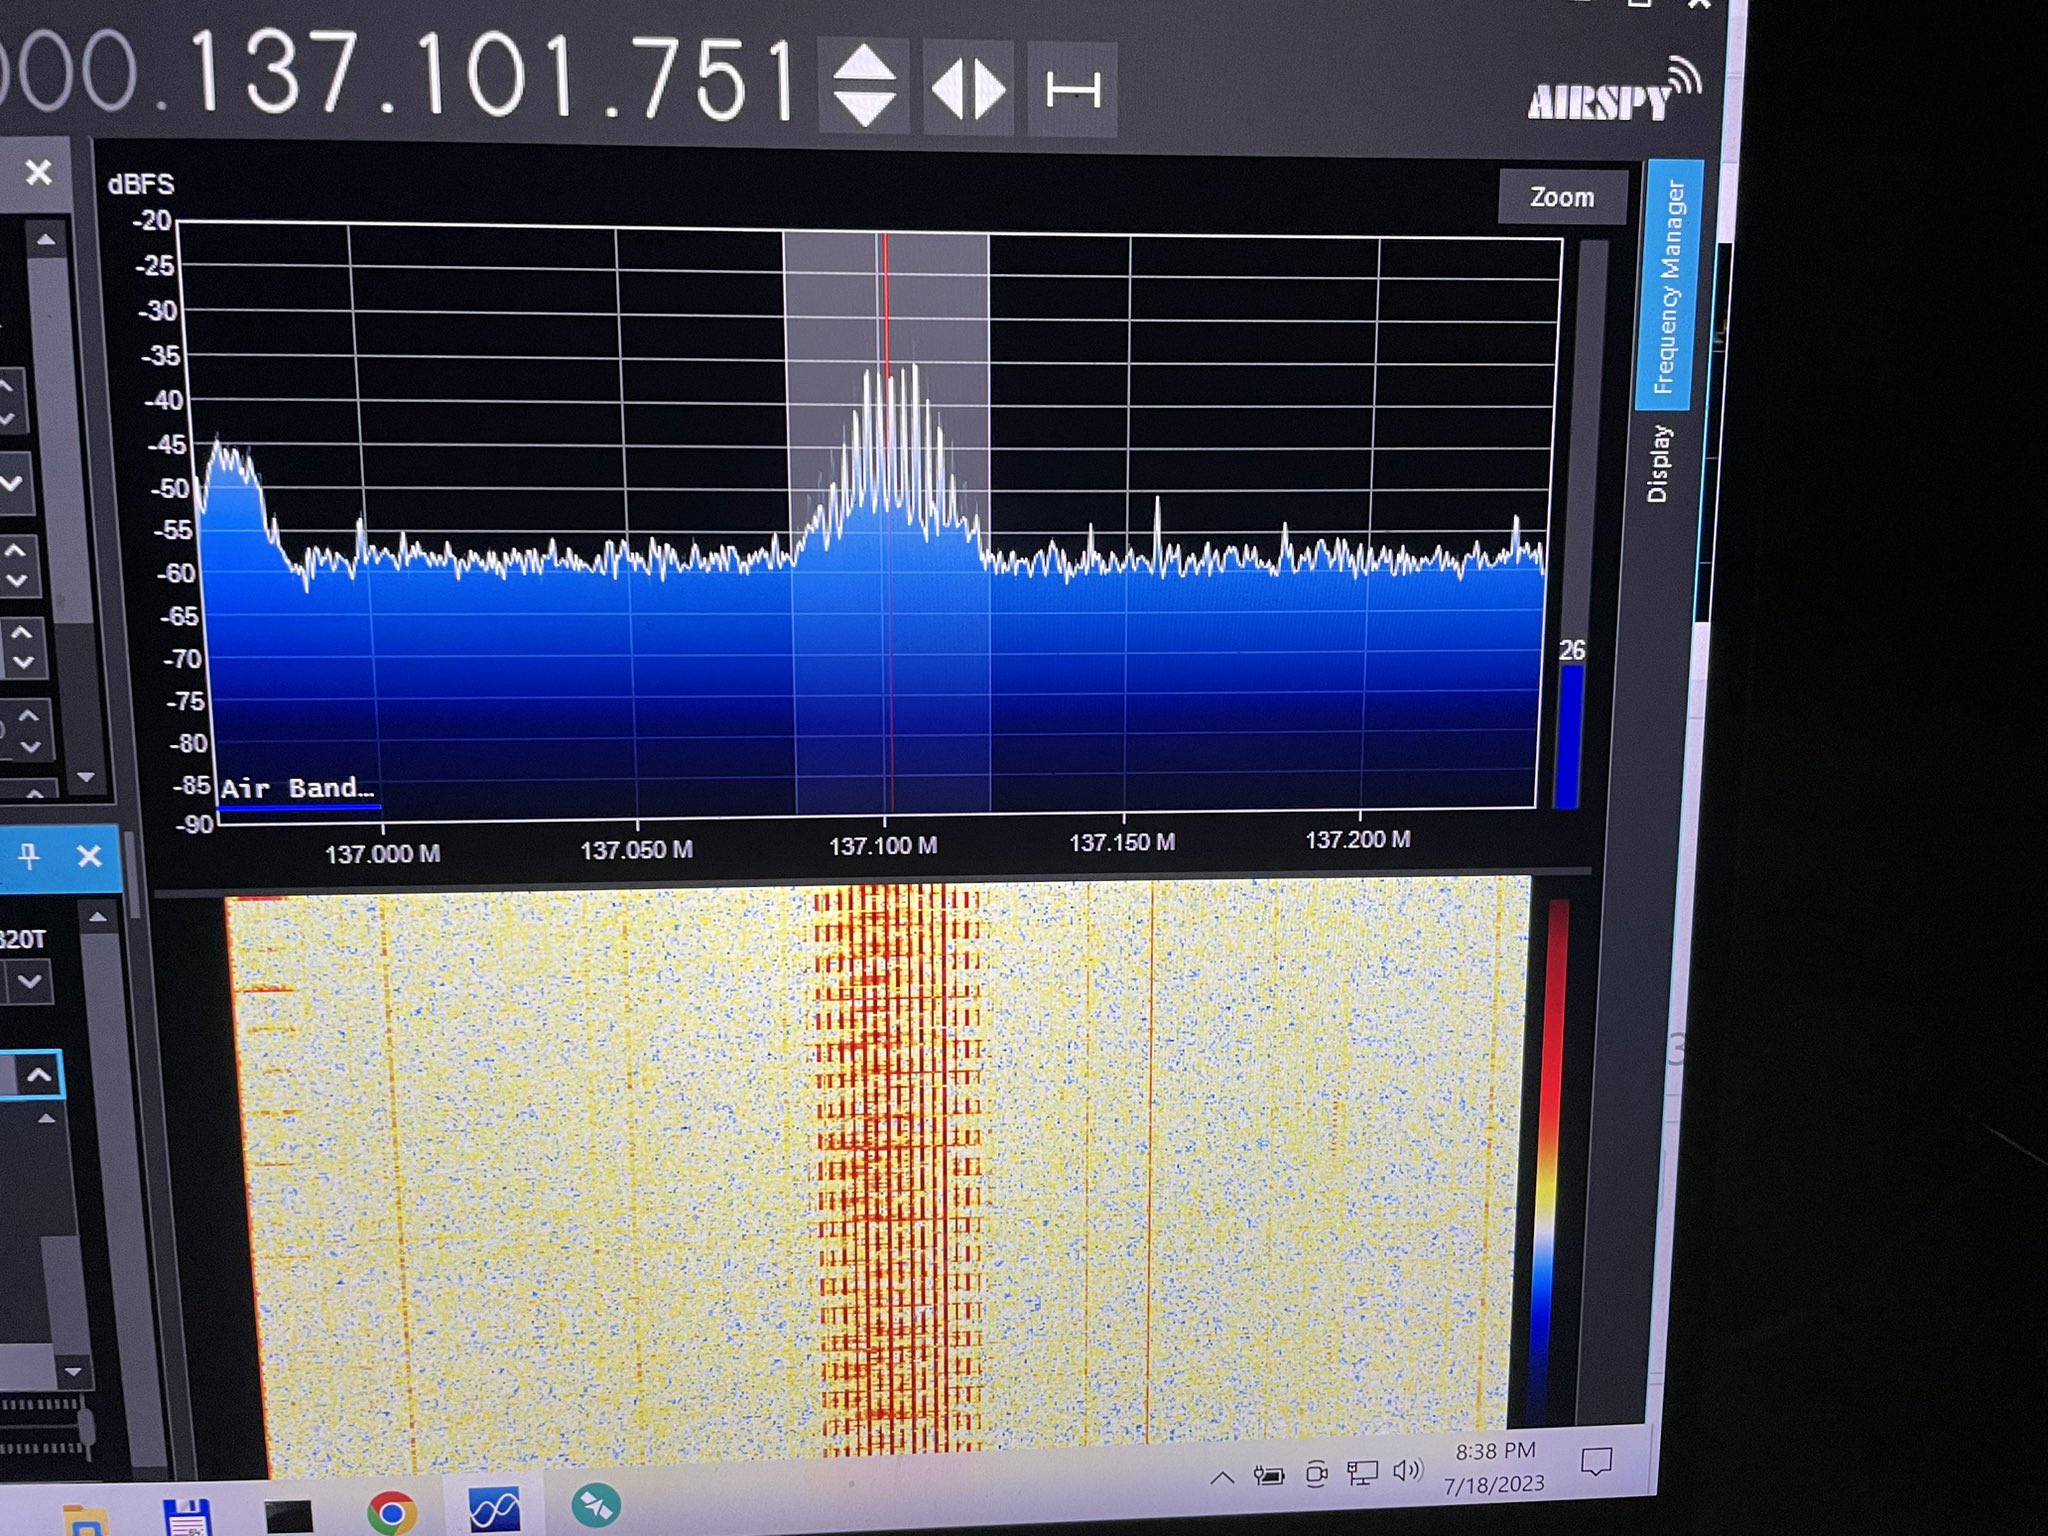 000.137.101.751
AIRSPY
dBFS
Zoom
Frequency Manager
Display
-20
-25
-30
-35
-40
-45
-50
-55
-60
-65
-70
-75
-80
-85
-90
26
Air Band…
137.000 M
137.050 M
137.100 M
137.150 M
137.200 M
820T
3
8:38 PM
7/18/2023